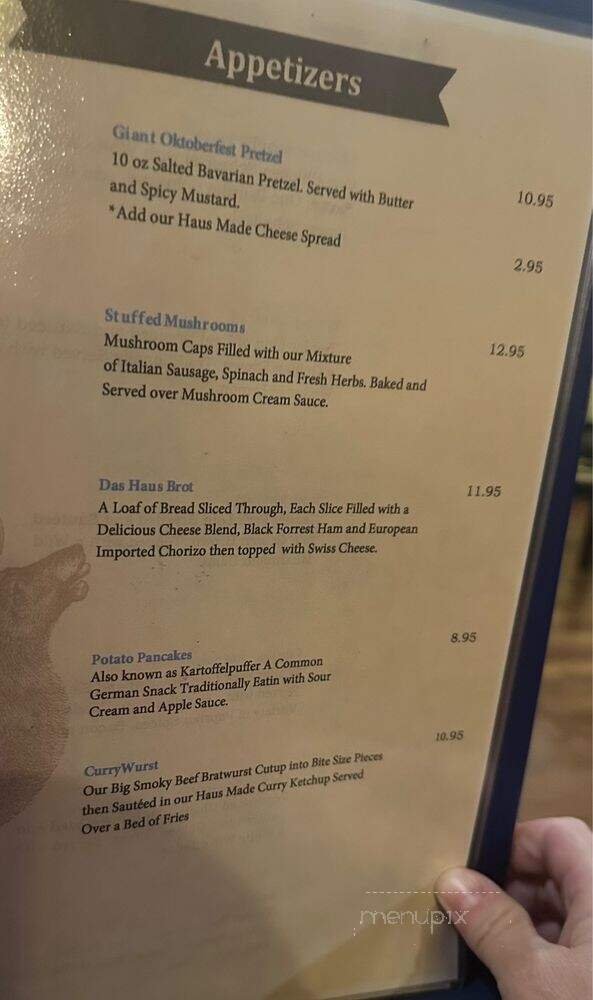 Appetizers
Giant Oktoberfest Pretzel
10 oz Salted Bavarian Pretzel. Served with Butter 10.95
and Spicy Mustard.
*Add our Haus Made Cheese Spread 2.95
Stuffed Mushrooms
Mushroom Caps Filled with our Mixture 12.95
of Italian Sausage, Spinach and Fresh Herbs. Baked and
Served over Mushroom Cream Sauce.
Das Haus Brot 11.95
A Loaf of Bread Sliced Through, Each Slice Filled with a
Delicious Cheese Blend, Black Forrest Ham and European
Imported Chorizo then topped with Swiss Cheese.
Potato Pancakes 8.95
Also known as Kartoffelpuffer A Common
German Snack Traditionally Eatin with Sour
Cream and Apple Sauce.
CurryWurst 10.95
Our Big Smoky Beef Bratwurst Cutup into Bite Size Pieces
then Sautéed in our Haus Made Curry Ketchup Served
Over a Bed of Fries
menupix